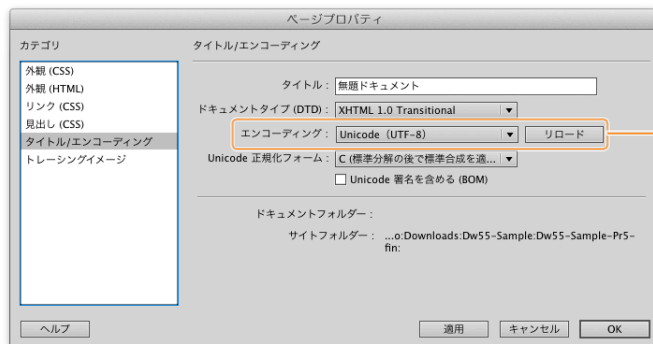 ページプロパティ
カテゴリ
外観 (CSS)
外観 (HTML)
リンク (CSS)
見出し (CSS)
タイトル/エンコーディング
トレーシングイメージ
タイトル/エンコーディング
タイトル : 無題ドキュメント
ドキュメントタイプ (DTD) : XHTML 1.0 Transitional
エンコーディング : Unicode（UTF-8） リロード
Unicode 正規化フォーム : C (標準分解の後で標準合成を適...
Unicode 署名を含める (BOM)
ドキュメントフォルダー :
サイトフォルダー : ...o:Downloads:Dw55-Sample:Dw55-Sample-Pr5-
fin:
ヘルプ 適用 キャンセル OK